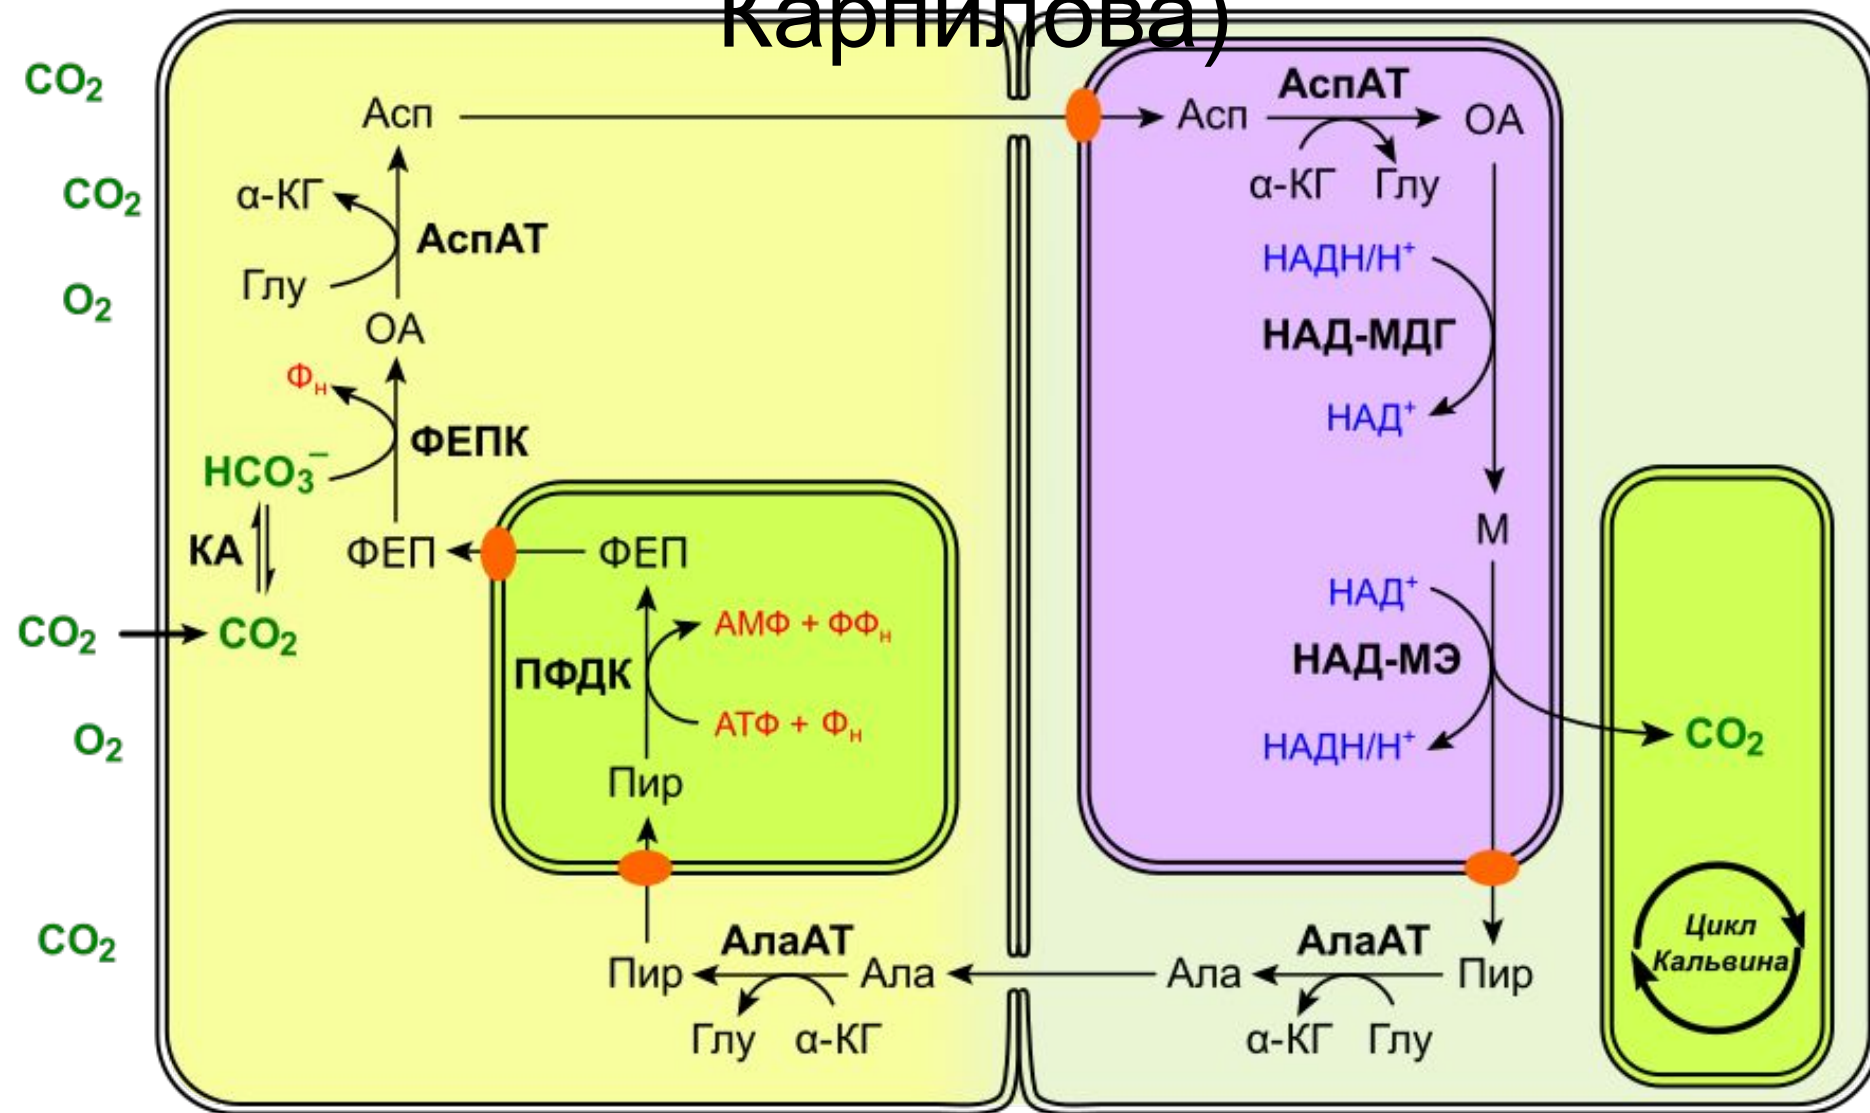 Карпилова)
CO₂
Асп
Асп
АспАТ
ОА
CO₂
α-КГ
АспАТ
Глу
α-КГ
Глу
O₂
ОА
НАДН/Н⁺
НАД-МДГ
НАД⁺
Фн
ФЕПК
HCO₃⁻
КА
ФЕП
ФЕП
М
CO₂
CO₂
ПФДК
АМФ + ФФн
АТФ + Фн
Пир
НАД⁺
НАД-МЭ
НАДН/Н⁺
CO₂
O₂
CO₂
Пир
АлаАТ
Ала
Глу
α-КГ
Ала
АлаАТ
Пир
α-КГ
Глу
Цикл
Кальвина